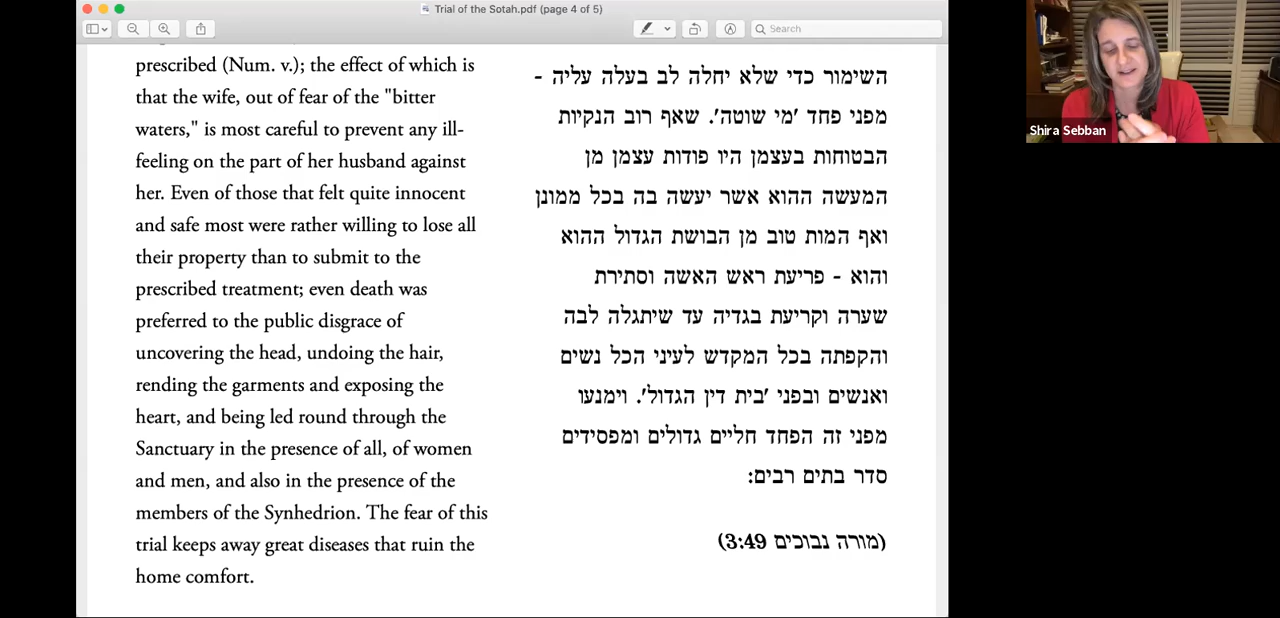 Trial of the Sotah.pdf (page 4 of 5)
Search
prescribed (Num. v.); the effect of which is
that the wife, out of fear of the "bitter
waters," is most careful to prevent any ill-
feeling on the part of her husband against
her. Even of those that felt quite innocent
and safe most were rather willing to lose all
their property than to submit to the
prescribed treatment; even death was
preferred to the public disgrace of
uncovering the head, undoing the hair,
rending the garments and exposing the
heart, and being led round through the
Sanctuary in the presence of all, of women
and men, and also in the presence of the
members of the Synhedrion. The fear of this
trial keeps away great diseases that ruin the
home comfort.
השימור כדי שלא יחלה לב בעלה עליה -
מפני פחד 'מי שוטה'. שאף רוב הנקיות
הבטוחות בעצמן היו פודות עצמן מן
המעשה ההוא אשר יעשה בה בכל ממונן
ואף המות טוב מן הבושת הגדול ההוא
והוא - פריעת ראש האשה וסתירת
שערה וקריעת בגדיה עד שיתגלה לבה
והקפתה בכל המקדש לעיני הכל נשים
ואנשים ובפני 'בית דין הגדול'. וימנעו
מפני זה הפחד חליים גדולים ומפסידים
סדר בתים רבים:
(מורה נבוכים 3:49)
Shira Sebban